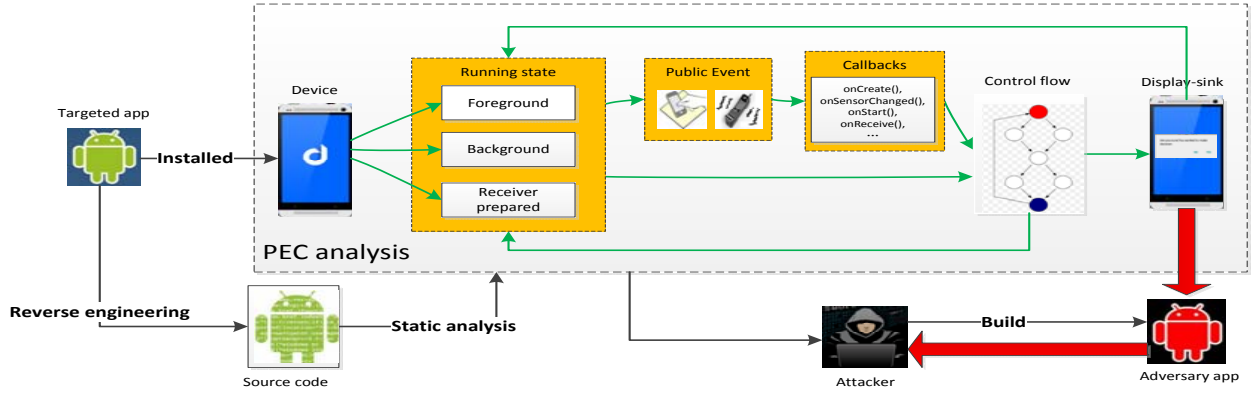 Targeted app
Installed
Device
Running state
Foreground
Background
Receiver
prepared
Public Event
Callbacks
onCreate(),
onSensorChanged(),
onStart(),
onReceive(),
...
Control flow
Display-sink
PEC analysis
Reverse engineering
Source code
Static analysis
Attacker
Build
Adversary app